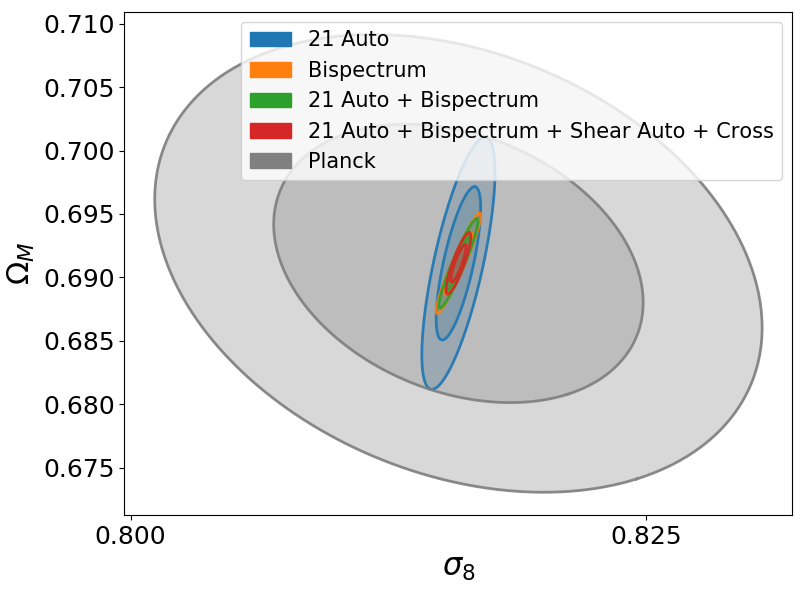 0.710
0.705
0.700
0.695
0.690
0.685
0.680
0.675
Ω_M
21 Auto
Bispectrum
21 Auto + Bispectrum
21 Auto + Bispectrum + Shear Auto + Cross
Planck
0.800
0.825
σ_8